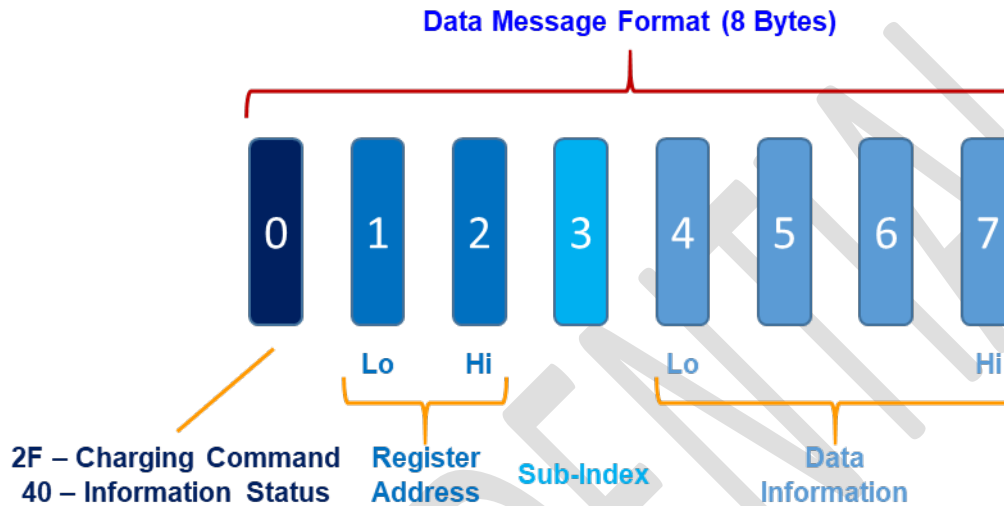 Data Message Format (8 Bytes)
0 1 2 3 4 5 6 7
Lo Hi Lo Hi
2F – Charging Command
40 – Information Status
Register
Address
Sub-Index
Data
Information